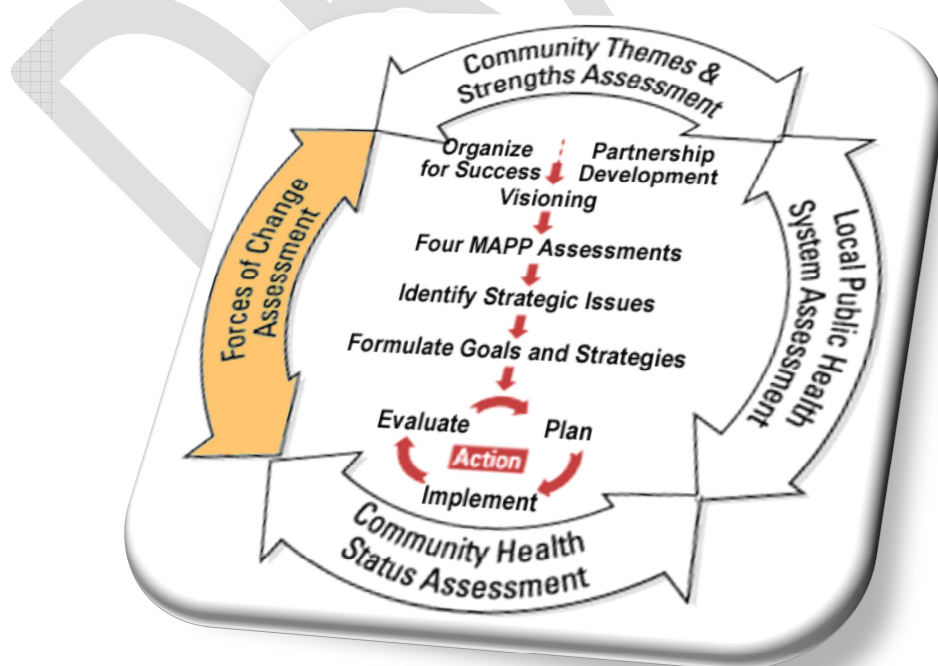 Community Themes &
Strengths Assessment
Organize
for Success
Partnership
Development
Visioning
Four MAPP Assessments
Identify Strategic Issues
Formulate Goals and Strategies
Evaluate
Plan
Action
Implement
Forces of Change
Assessment
Local Public Health
System Assessment
Community Health
Status Assessment